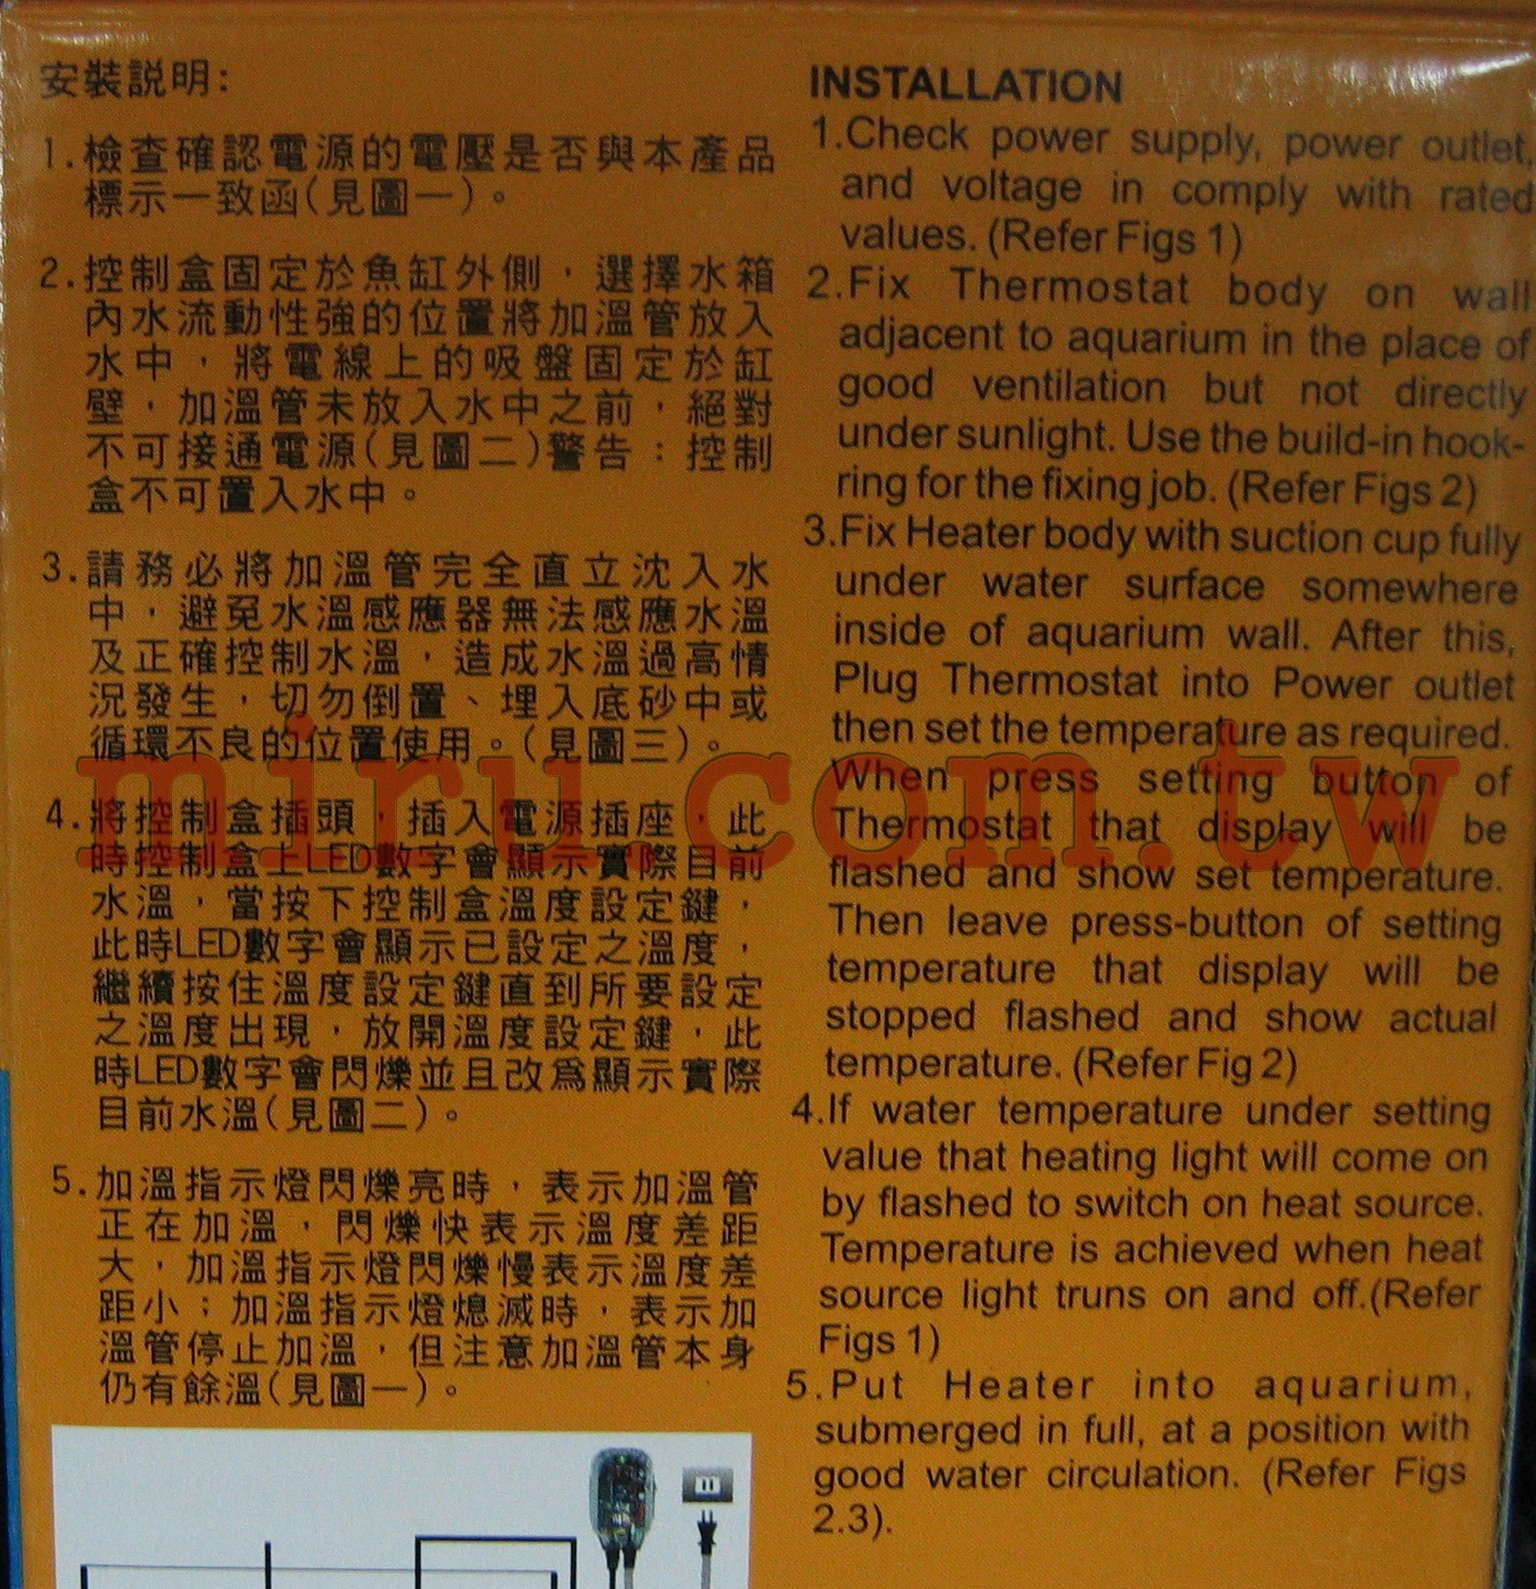 安裝説明:
1.檢查確認電源的電壓是否與本產品
標示一致函(見圖一)。
2.控制盒固定於魚缸外側，選擇水箱
內水流動性強的位置將加溫管放入
水中，將電線上的吸盤固定於缸
壁，加溫管未放入水中之前，絕對
不可接通電源(見圖二)警告：控制
盒不可置入水中。
3.請務必將加溫管完全直立沈入水
中，避免水溫感應器無法感應水溫
及正確控制水溫，造成水溫過高情
況發生，切勿倒置、埋入底砂中或
循環不良的位置使用。(見圖三)。
4.將控制盒插頭，插入電源插座，此
時控制盒上LED數字會顯示實際目前
水溫，當按下控制盒溫度設定鍵，
此時LED數字會顯示已設定之溫度，
繼續按住溫度設定鍵直到所要設定
之溫度出現，放開溫度設定鍵，此
時LED數字會閃爍並且改為顯示實際
目前水溫(見圖二)。
5.加溫指示燈閃爍亮時，表示加溫管
正在加溫，閃爍快表示溫度差距
大，加溫指示燈閃爍慢表示溫度差
距小；加溫指示燈熄滅時，表示加
溫管停止加溫，但注意加溫管本身
仍有餘溫(見圖一)。
INSTALLATION
1.Check power supply, power outlet,
and voltage in comply with rated
values. (Refer Figs 1)
2.Fix Thermostat body on wall
adjacent to aquarium in the place of
good ventilation but not directly
under sunlight. Use the build-in hook-
ring for the fixing job. (Refer Figs 2)
3.Fix Heater body with suction cup fully
under water surface somewhere
inside of aquarium wall. After this,
Plug Thermostat into Power outlet
then set the temperature as required.
When press setting button of
Thermostat that display will be
flashed and show set temperature.
Then leave press-button of setting
temperature that display will be
stopped flashed and show actual
temperature. (Refer Fig 2)
4.If water temperature under setting
value that heating light will come on
by flashed to switch on heat source.
Temperature is achieved when heat
source light truns on and off.(Refer
Figs 1)
5.Put Heater into aquarium,
submerged in full, at a position with
good water circulation. (Refer Figs
2.3).
miru.com.tw